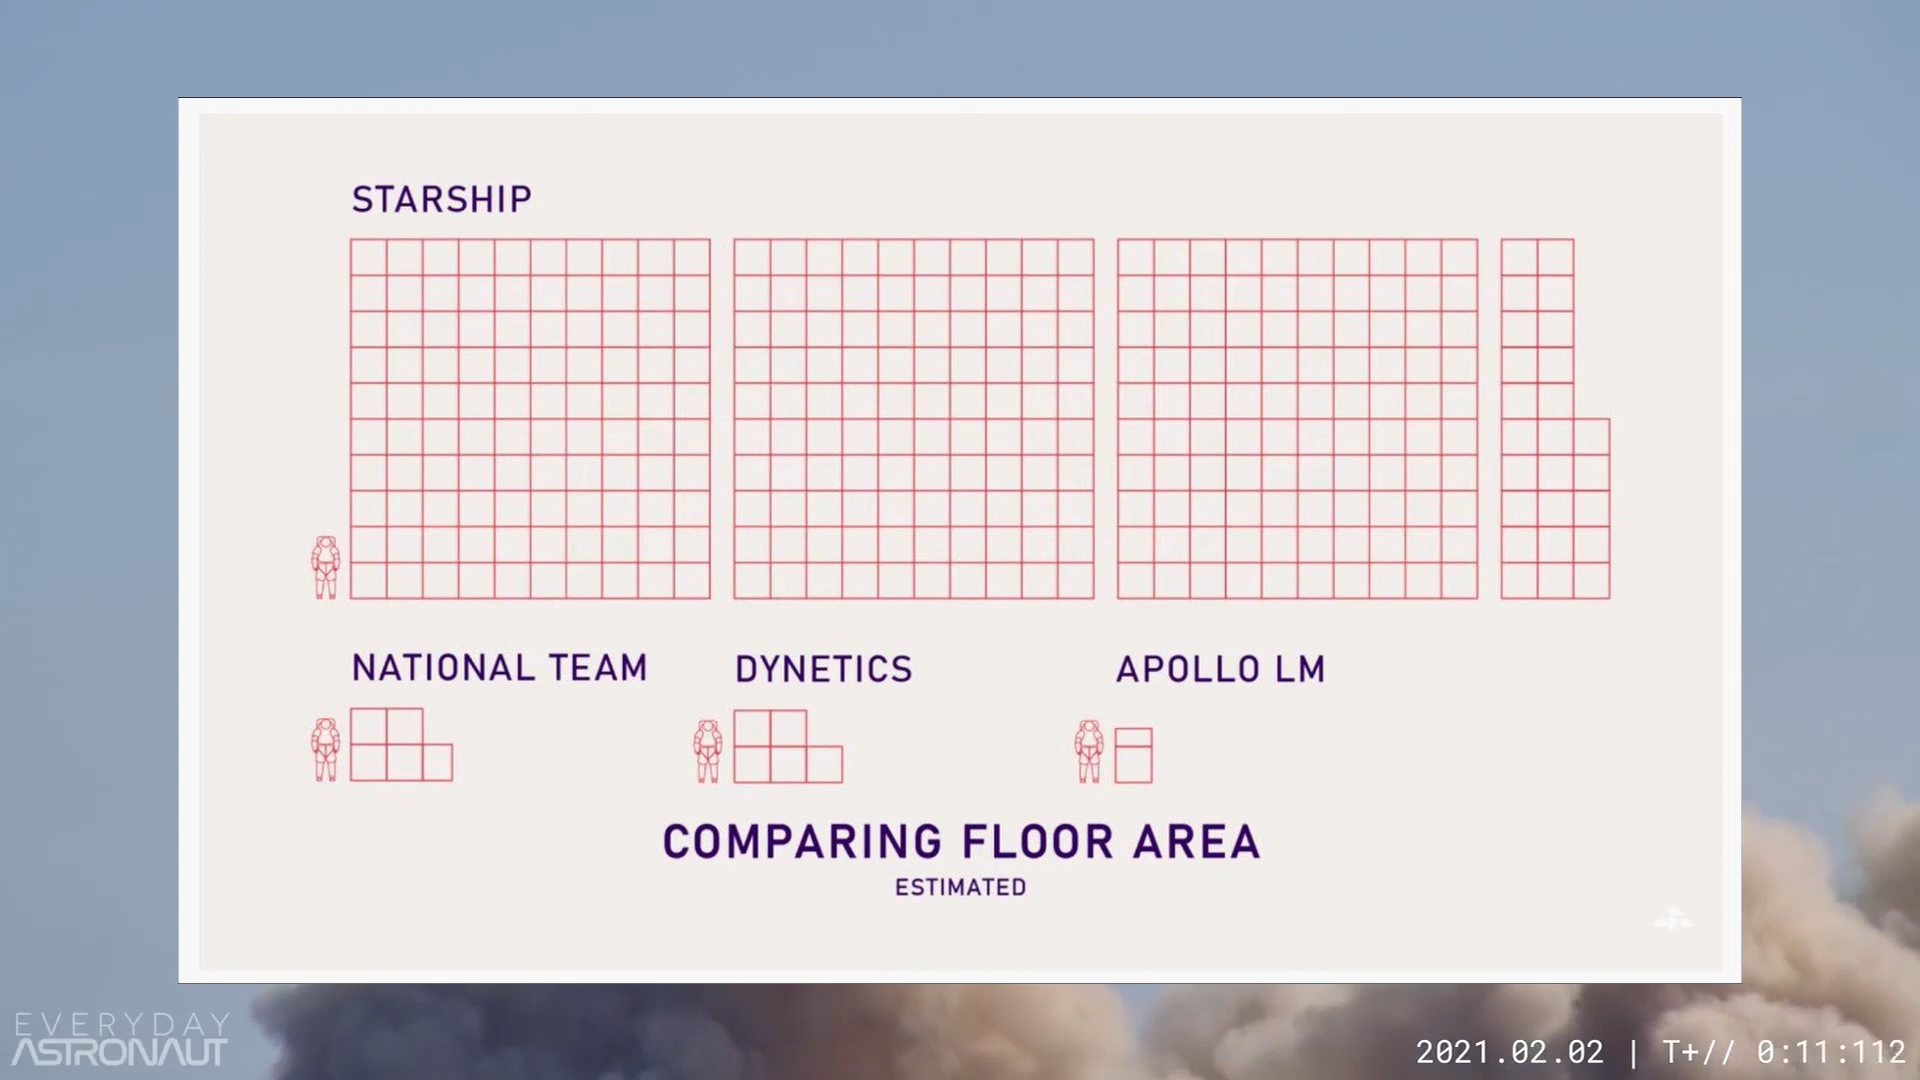 STARSHIP
NATIONAL TEAM
DYNETICS
APOLLO LM
COMPARING FLOOR AREA
ESTIMATED
EVERYDAY
ASTRONAUT
2021.02.02 | T+// 0:11:112